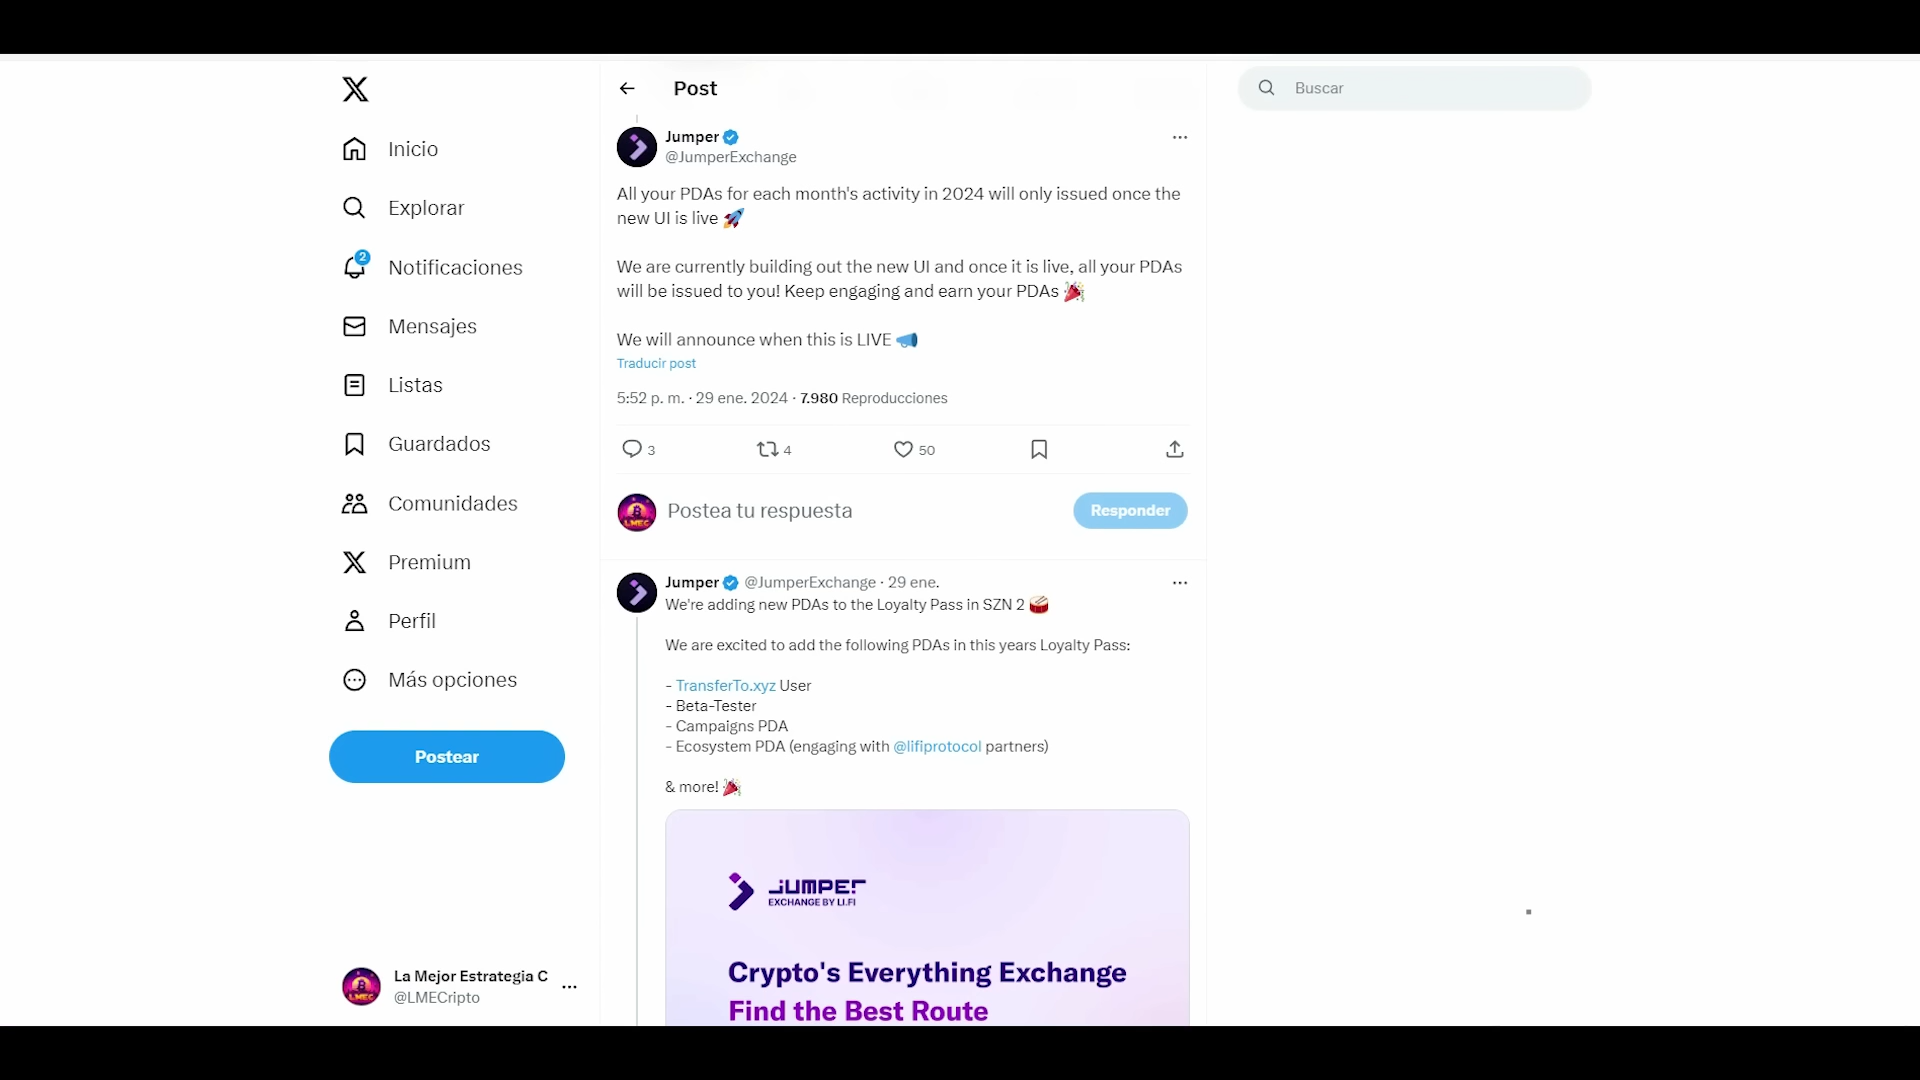 Post
Buscar
Inicio
Explorar
2
Notificaciones
Mensajes
Listas
Guardados
Comunidades
Premium
Perfil
Más opciones
Postear
La Mejor Estrategia C
@LMECripto
Jumper
@JumperExchange
All your PDAs for each month's activity in 2024 will only issued once the
new UI is live 🚀
We are currently building out the new UI and once it is live, all your PDAs
will be issued to you! Keep engaging and earn your PDAs 🎉
We will announce when this is LIVE 📣
Traducir post
5:52 p. m. · 29 ene. 2024 · 7.980 Reproducciones
3 4 50
LMEC
Postea tu respuesta
Responder
Jumper @JumperExchange · 29 ene.
We're adding new PDAs to the Loyalty Pass in SZN 2 🥁
We are excited to add the following PDAs in this years Loyalty Pass:
- TransferTo.xyz User
- Beta-Tester
- Campaigns PDA
- Ecosystem PDA (engaging with @lifiprotocol partners)
& more! 🎉
JUMPER
EXCHANGE BY LI.FI
Crypto's Everything Exchange
Find the Best Route
LMEC